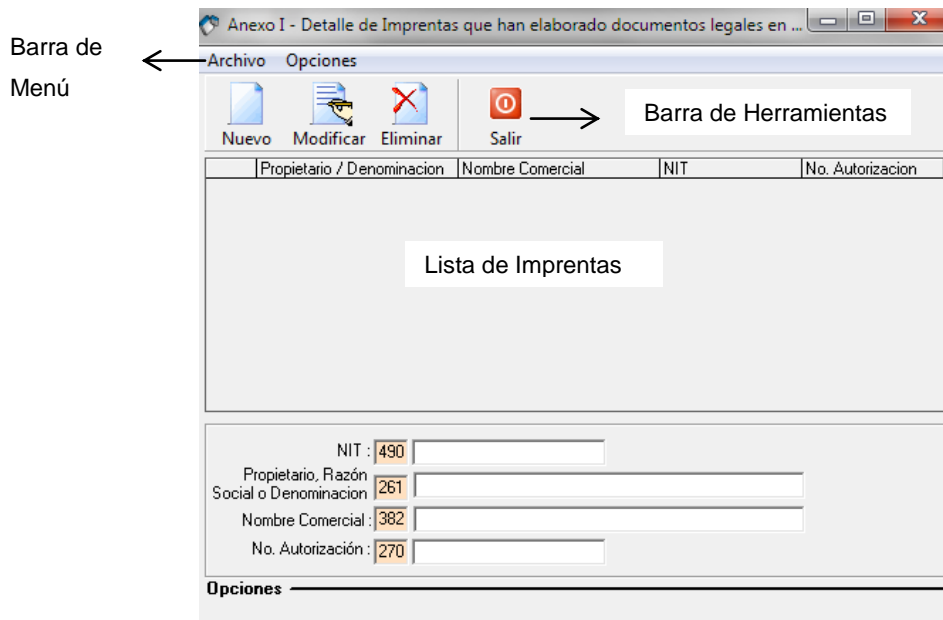 Anexo I - Detalle de Imprentas que han elaborado documentos legales en ...
Barra de
Menú
Archivo Opciones
Nuevo Modificar Eliminar Salir
Barra de Herramientas
Propietario / Denominacion Nombre Comercial NIT No. Autorizacion
Lista de Imprentas
NIT : 490
Propietario, Razón
Social o Denominacion 261
Nombre Comercial : 382
No. Autorización : 270
Opciones